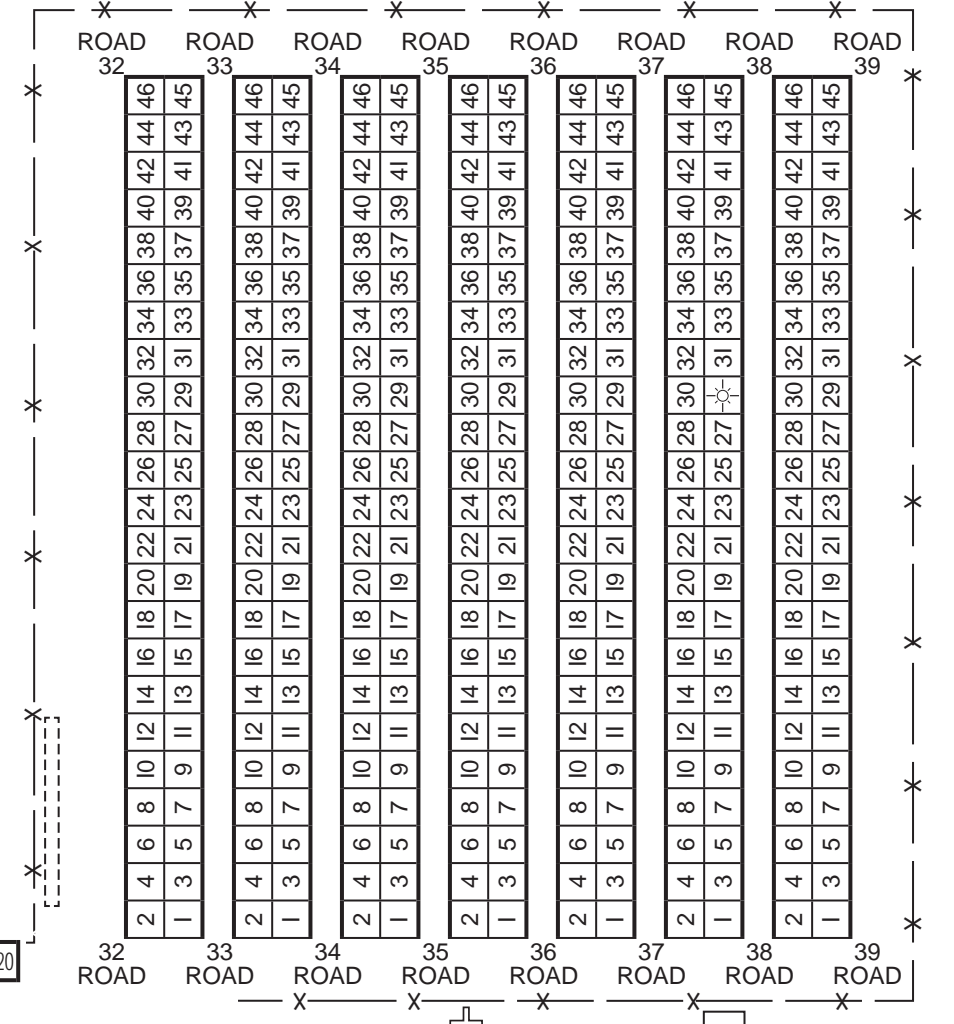 ROAD ROAD ROAD ROAD ROAD ROAD ROAD ROAD
32 33 34 35 36 37 38 39
46 45 46 45 46 45 46 45 46 45 46 45 46 45
44 43 44 43 44 43 44 43 44 43 44 43 44 43
42 41 42 41 42 41 42 41 42 41 42 41 42 41
40 39 40 39 40 39 40 39 40 39 40 39 40 39
38 37 38 37 38 37 38 37 38 37 38 37 38 37
36 35 36 35 36 35 36 35 36 35 36 35 36 35
34 33 34 33 34 33 34 33 34 33 34 33 34 33
32 31 32 31 32 31 32 31 32 31 32 31 32 31
30 29 30 29 30 29 30 29 30 29 30 30 29
28 27 28 27 28 27 28 27 28 27 28 27 28 27
26 25 26 25 26 25 26 25 26 25 26 25 26 25
24 23 24 23 24 23 24 23 24 23 24 23 24 23
22 21 22 21 22 21 22 21 22 21 22 21 22 21
20 19 20 19 20 19 20 19 20 19 20 19 20 19
18 17 18 17 18 17 18 17 18 17 18 17 18 17
16 15 16 15 16 15 16 15 16 15 16 15 16 15
14 13 14 13 14 13 14 13 14 13 14 13 14 13
12 11 12 11 12 11 12 11 12 11 12 11 12 11
10 9 10 9 10 9 10 9 10 9 10 9 10 9
8 7 8 7 8 7 8 7 8 7 8 7 8 7
6 5 6 5 6 5 6 5 6 5 6 5 6 5
4 3 4 3 4 3 4 3 4 3 4 3 4 3
2 1 2 1 2 1 2 1 2 1 2 1 2 1
32 33 34 35 36 37 38 39
ROAD ROAD ROAD ROAD ROAD ROAD ROAD ROAD
20